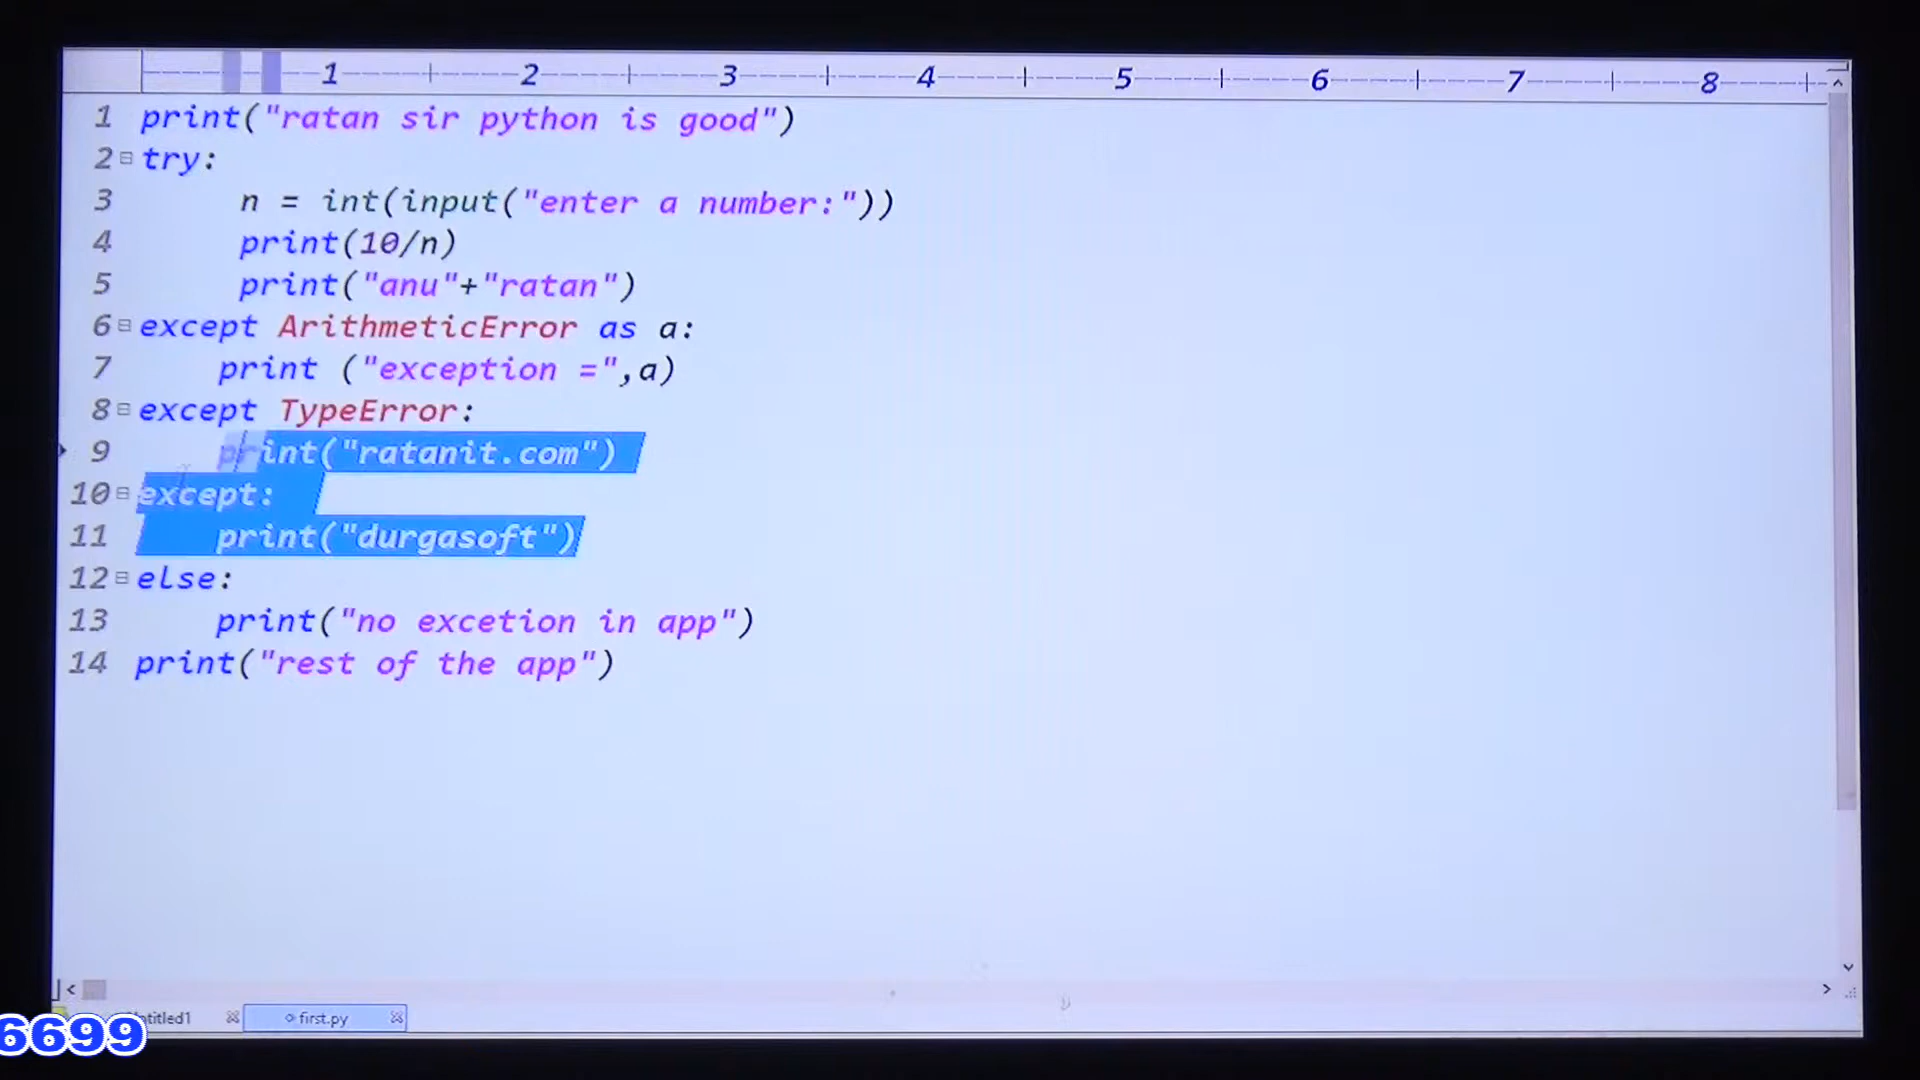 1 2 3 4 5 6 7 8
1 print("ratan sir python is good")
2 try:
3 n = int(input("enter a number:"))
4 print(10/n)
5 print("anu"+"ratan")
6 except ArithmeticError as a:
7 print ("exception =",a)
8 except TypeError:
9 print("ratanit.com")
10 except:
11 print("durgasoft")
12 else:
13 print("no excetion in app")
14 print("rest of the app")
ntitled1 first.py
6699